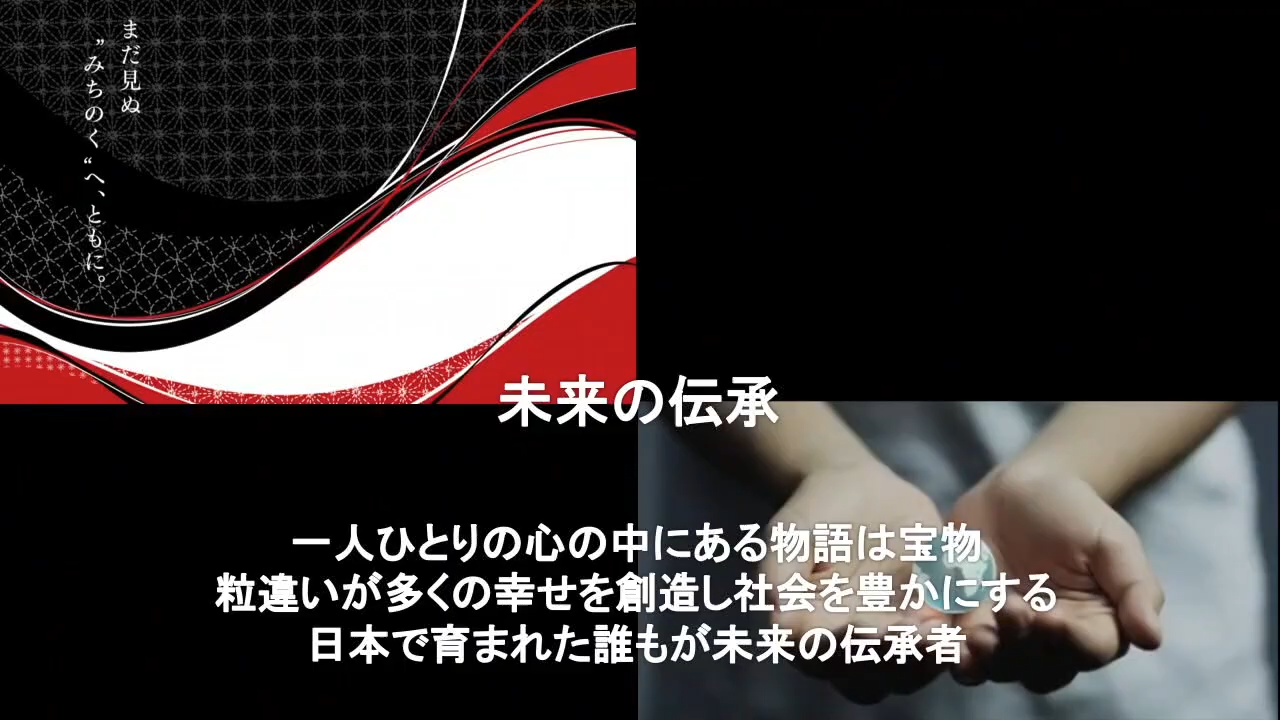 まだ見ぬ
”みちのく“へ、ともに。
未来の伝承
一人ひとりの心の中にある物語は宝物
粒違いが多くの幸せを創造し社会を豊かにする
日本で育まれた誰もが未来の伝承者